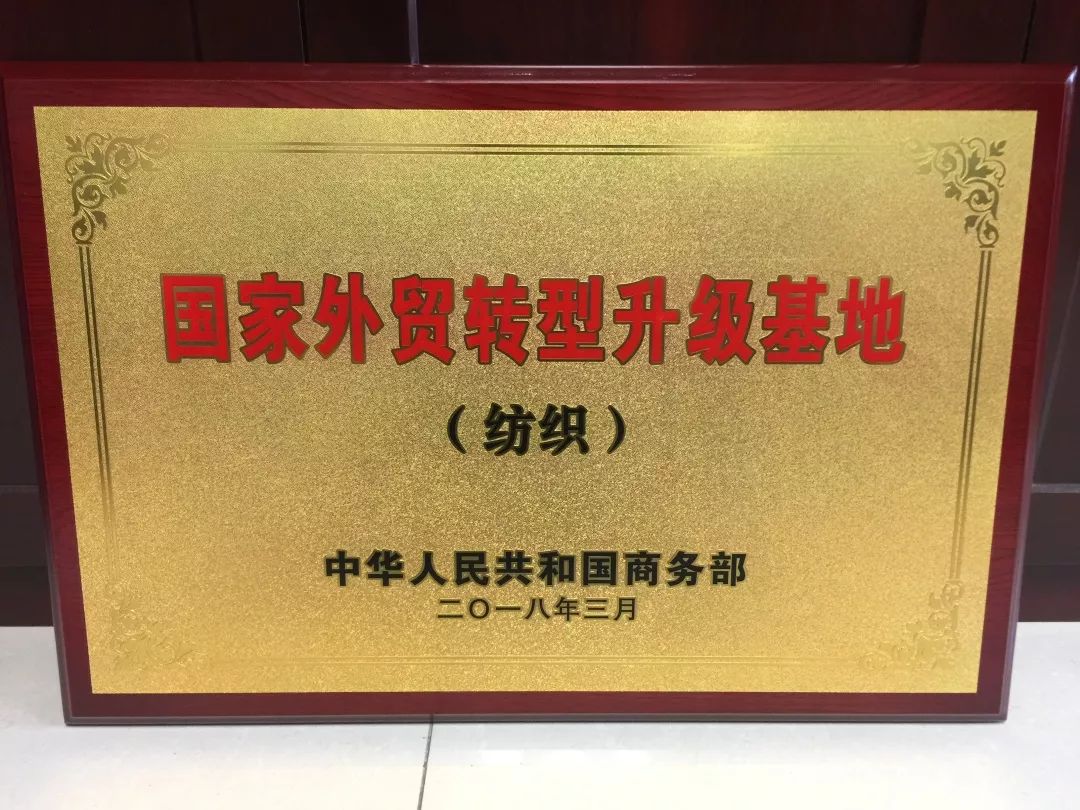 国家外贸转型升级基地
（纺织）
中华人民共和国商务部
二〇一八年三月